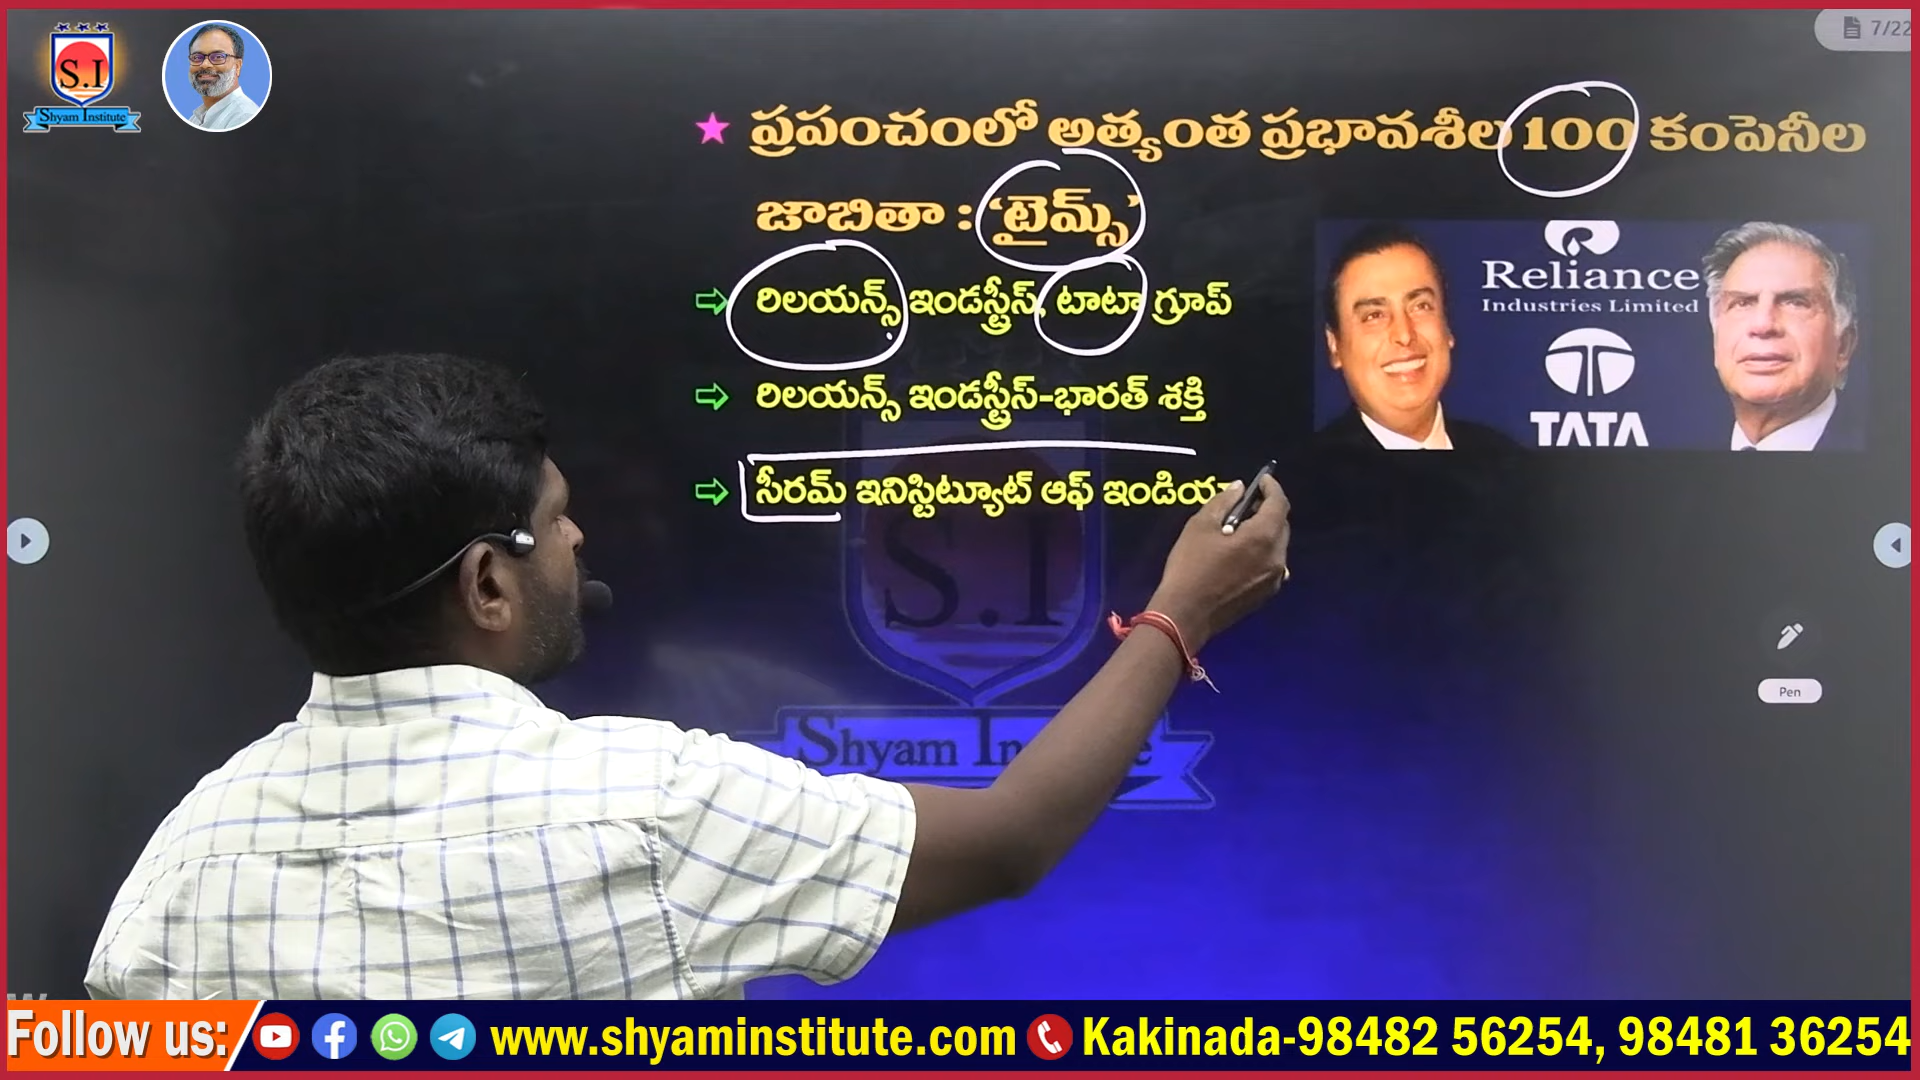 S.I
Shyam Institute
7/22
ప్రపంచంలో అత్యంత ప్రభావశీల 100 కంపెనీల
జాబితా : 'టైమ్స్'
రిలయన్స్ ఇండస్ట్రీస్, టాటా గ్రూప్
రిలయన్స్ ఇండస్ట్రీస్-భారత్ శక్తి
సీరమ్ ఇనిస్టిట్యూట్ ఆఫ్ ఇండియా
Reliance
Industries Limited
TATA
S.I
Shyam
Pen
Follow us:
www.shyaminstitute.com
Kakinada-98482 56254, 98481 36254